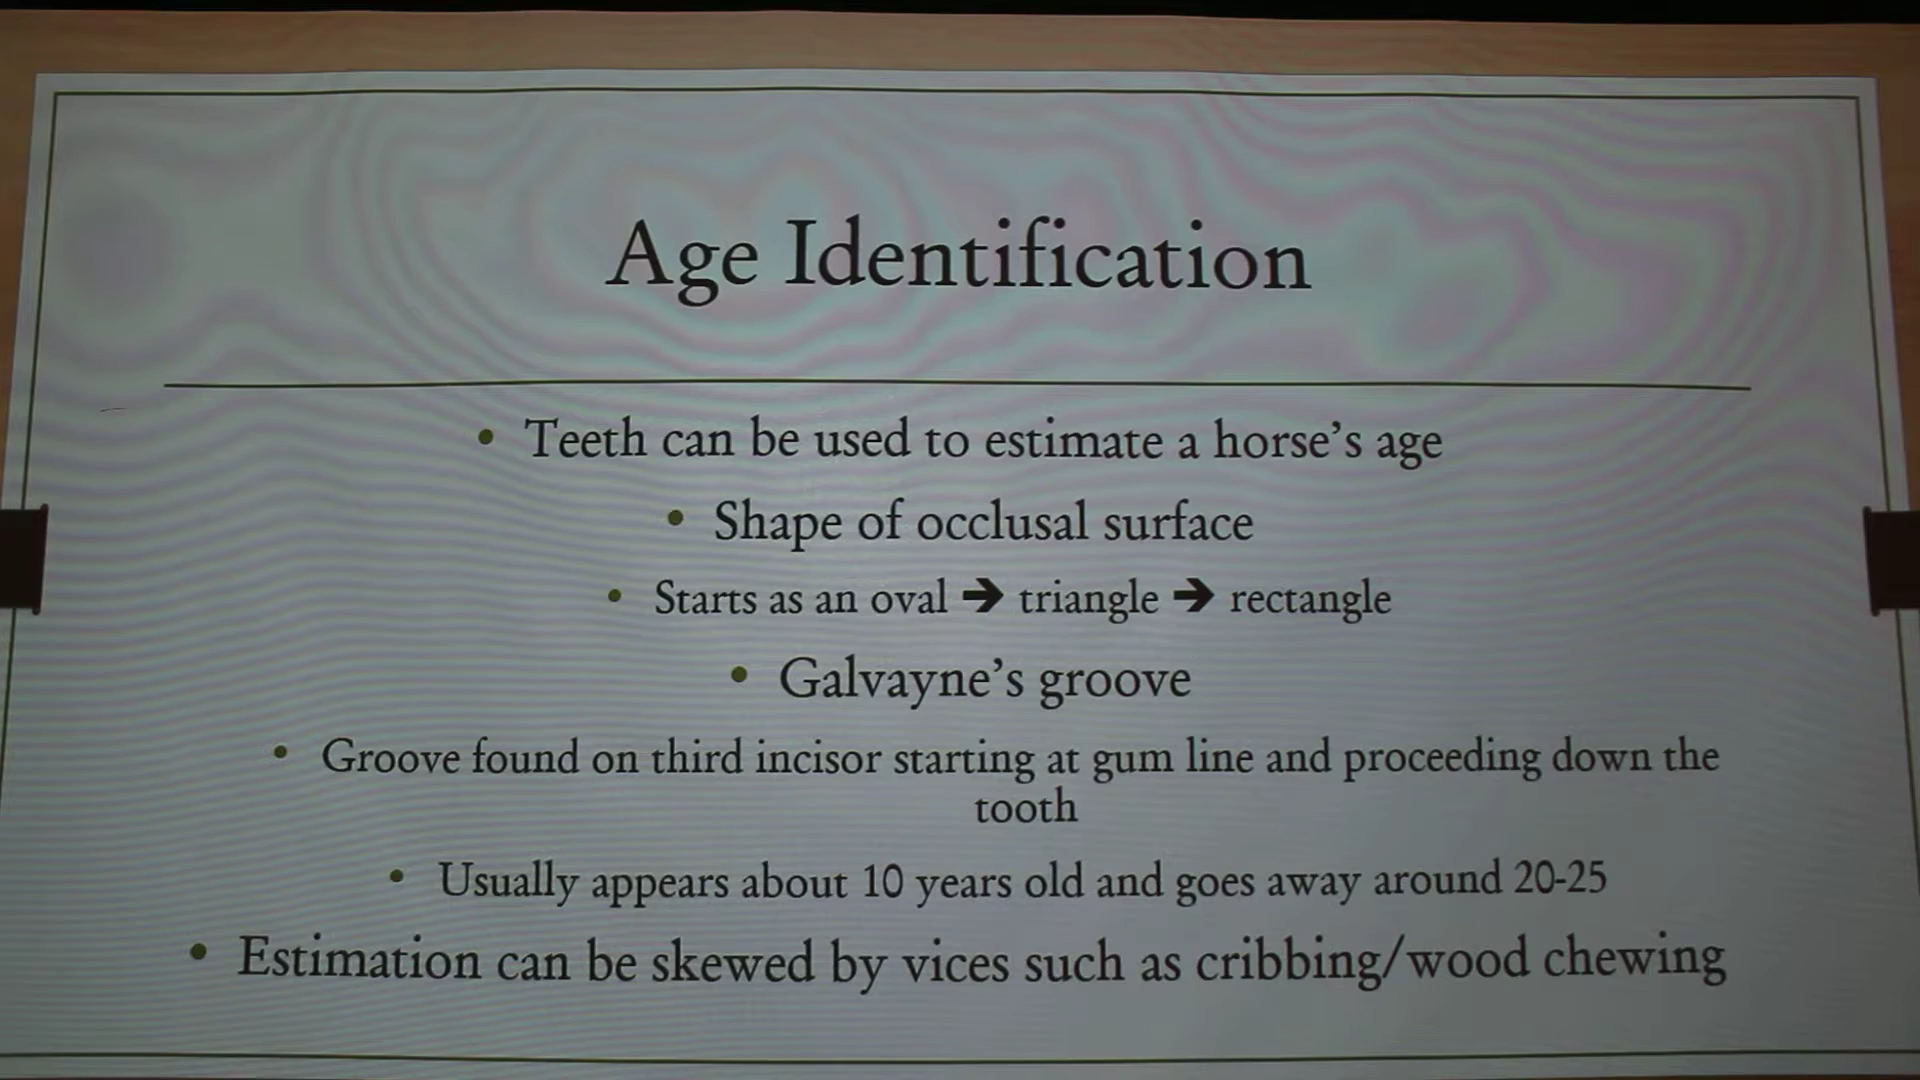 Age Identification
• Teeth can be used to estimate a horse's age
• Shape of occlusal surface
• Starts as an oval ➔ triangle ➔ rectangle
• Galvayne's groove
• Groove found on third incisor starting at gum line and proceeding down the
tooth
• Usually appears about 10 years old and goes away around 20-25
• Estimation can be skewed by vices such as cribbing/wood chewing